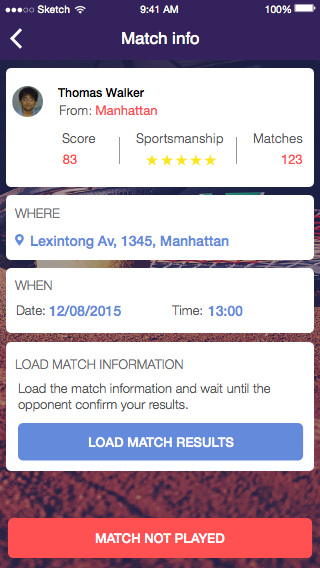 Sketch 9:41 AM 100%
Match info
Thomas Walker
From: Manhattan
Score Sportsmanship Matches
83 ★★★★★ 123
WHERE
Lexintong Av, 1345, Manhattan
WHEN
Date: 12/08/2015 Time: 13:00
LOAD MATCH INFORMATION
Load the match information and wait until the
opponent confirm your results.
LOAD MATCH RESULTS
MATCH NOT PLAYED